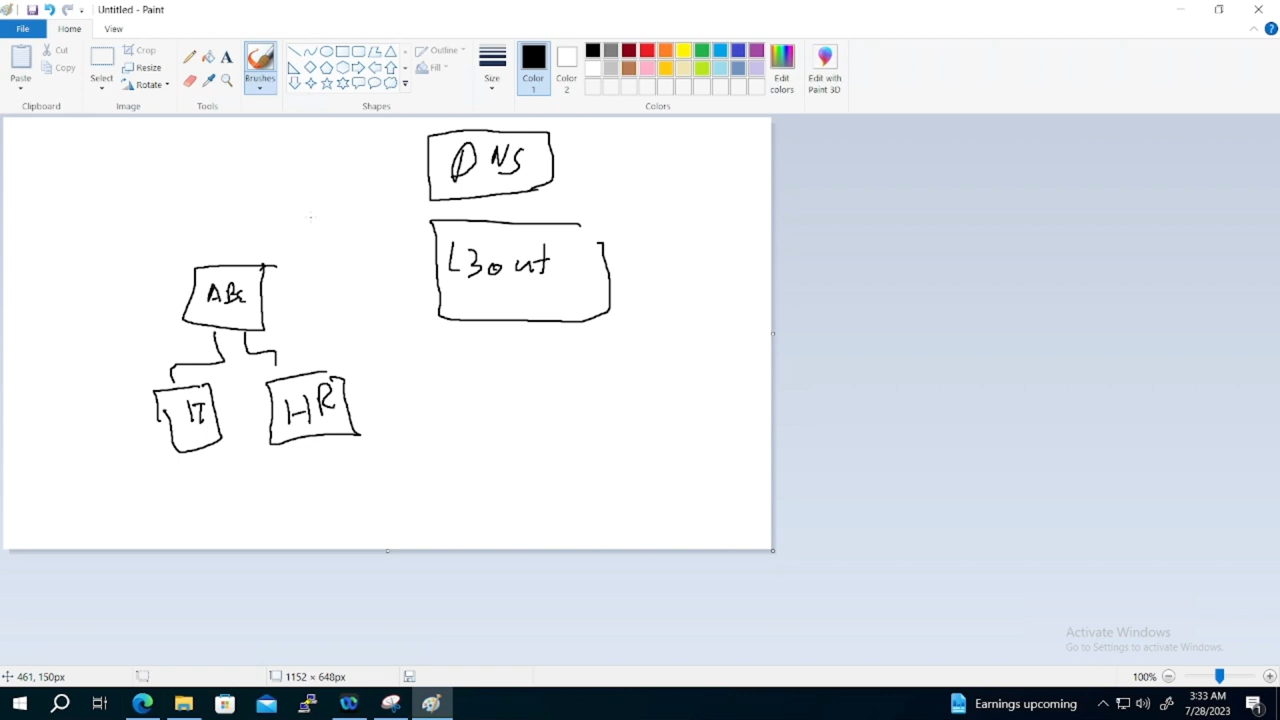 Untitled - Paint
File
Home
View
Paste
Cut
Copy
Clipboard
Select
Crop
Resize
Rotate
Image
A
Tools
Brushes
Shapes
Outline
Fill
Size
Color 1
Color 2
Edit colors
Colors
Edit with Paint 3D
DNS
L3out
ABC
IT
HR
Activate Windows
Go to Settings to activate Windows.
461, 150px
1152 × 648px
100%
Earnings upcoming
3:33 AM
7/28/2023
1